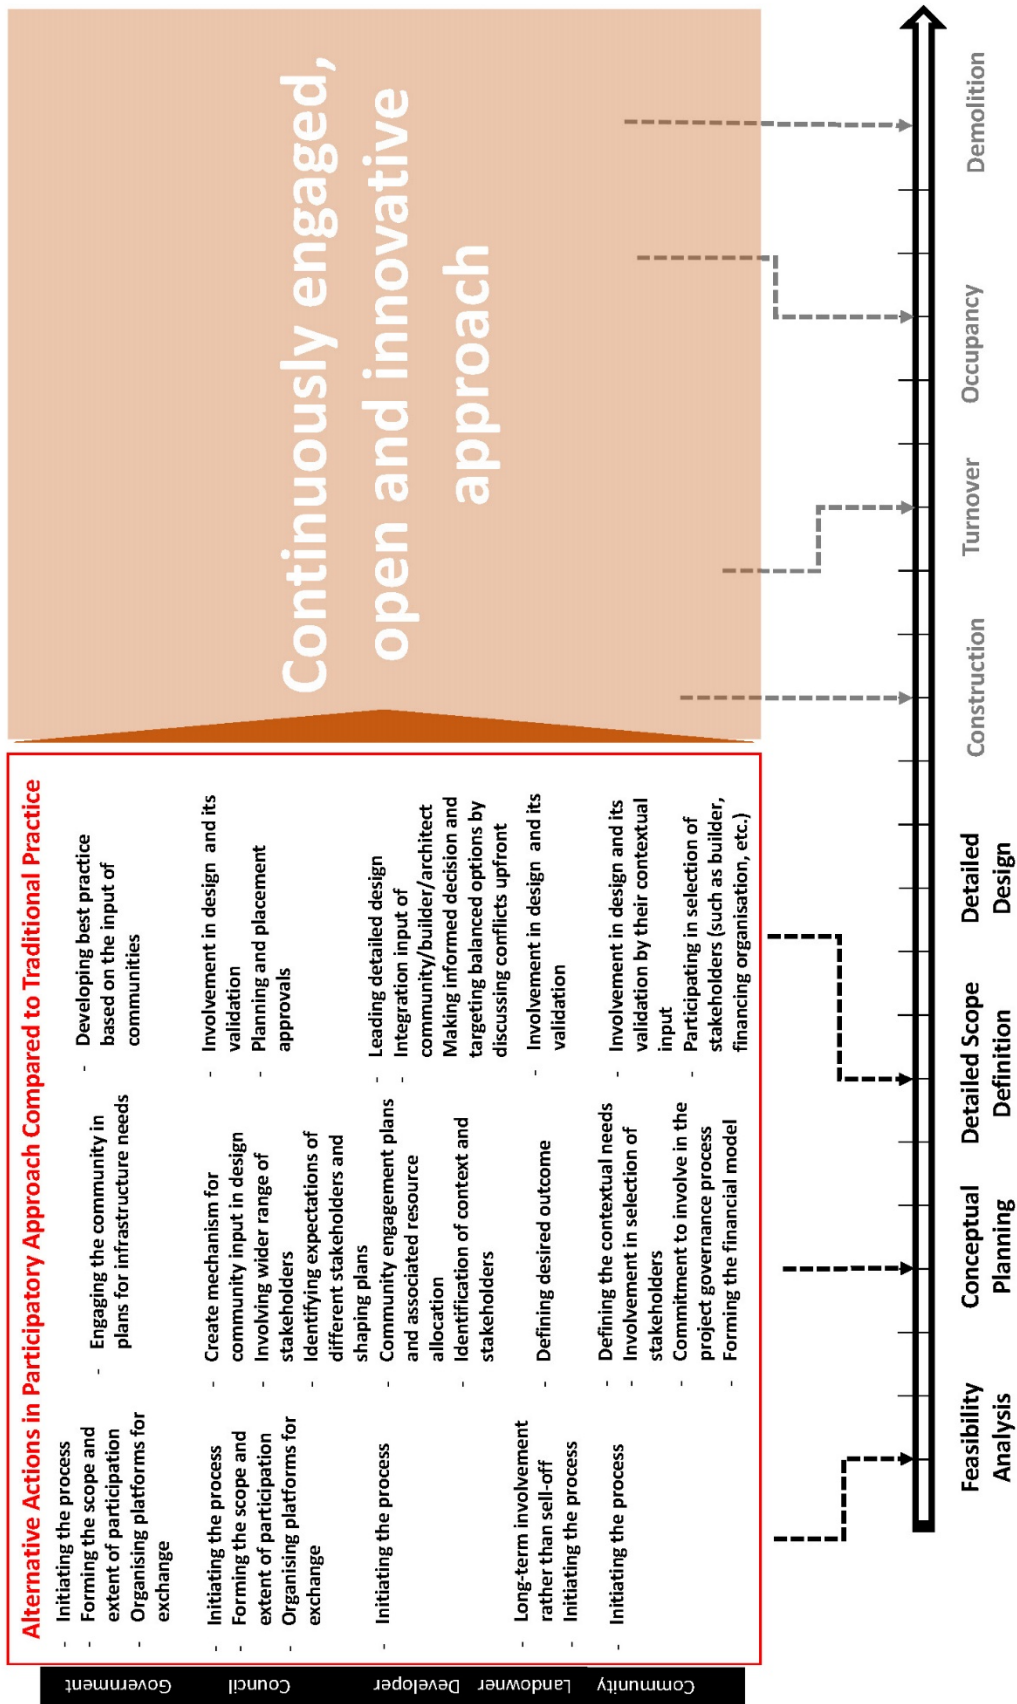 Alternative Actions in Participatory Approach Compared to Traditional Practice
Government
- Initiating the process
- Forming the scope and
extent of participation
- Organising platforms for
exchange
- Engaging the community in
plans for infrastructure needs
- Developing best practice
based on the input of
communities
Council
- Initiating the process
- Forming the scope and
extent of participation
- Organising platforms for
exchange
- Create mechanism for
community input in design
- Involving wider range of
stakeholders
- Identifying expectations of
different stakeholders and
shaping plans
- Involvement in design and its
validation
- Planning and placement
approvals
Developer
- Initiating the process
- Community engagement plans
and associated resource
allocation
- Identification of context and
stakeholders
- Leading detailed design
- Integration input of
community/builder/architect
Making informed decision and
targeting balanced options by
discussing conflicts upfront
Landowner
- Long-term involvement
rather than sell-off
- Initiating the process
- Defining desired outcome
- Involvement in design and its
validation
Community
- Initiating the process
- Defining the contextual needs
- Involvement in selection of
stakeholders
- Commitment to involve in the
project governance process
- Forming the financial model
- Involvement in design and its
validation by their contextual
input
- Participating in selection of
stakeholders (such as builder,
financing organisation, etc.)
Continuously engaged,
open and innovative
approach
Feasibility
Analysis
Conceptual
Planning
Detailed Scope
Definition
Detailed
Design
Construction
Turnover
Occupancy
Demolition